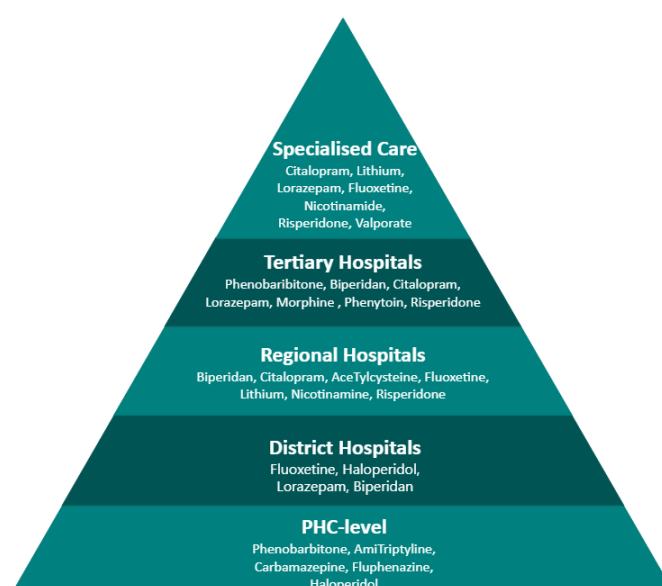 Specialised Care
Citalopram, Lithium,
Lorazepam, Fluoxetine,
Nicotinamide,
Risperidone, Valporate
Tertiary Hospitals
Phenobaribitone, Biperidan, Citalopram,
Lorazepam, Morphine , Phenytoin, Risperidone
Regional Hospitals
Biperidan, Citalopram, AceTylcysteine, Fluoxetine,
Lithium, Nicotinamine, Risperidone
District Hospitals
Fluoxetine, Haloperidol,
Lorazepam, Biperidan
PHC-level
Phenobarbitone, AmiTriptyline,
Carbamazepine, Fluphenazine,
Haloperidol